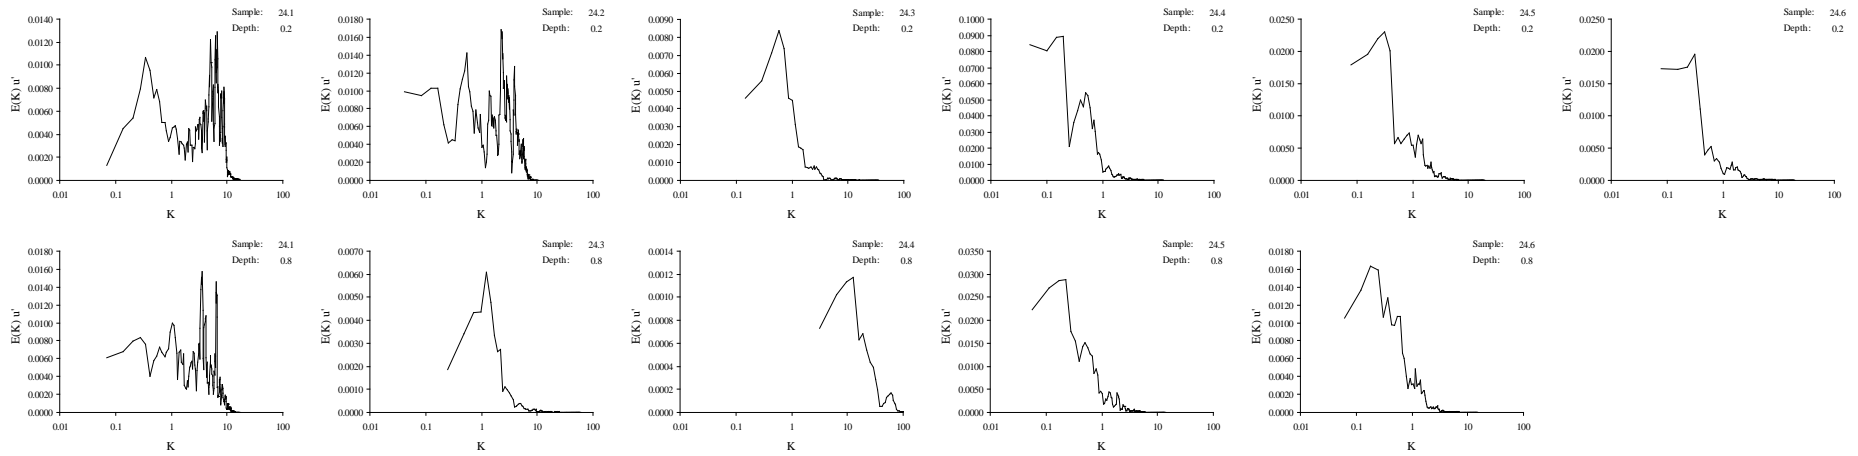 Sample: 24.1
Depth: 0.2
0.0140
0.0120
0.0100
0.0080
0.0060
0.0040
0.0020
0.0000
E(K) u'
0.01 0.1 1 10 100
K
Sample: 24.2
Depth: 0.2
0.0180
0.0160
0.0140
0.0120
0.0100
0.0080
0.0060
0.0040
0.0020
0.0000
E(K) u'
0.01 0.1 1 10 100
K
Sample: 24.3
Depth: 0.2
0.0090
0.0080
0.0070
0.0060
0.0050
0.0040
0.0030
0.0020
0.0010
0.0000
E(K) u'
0.01 0.1 1 10 100
K
Sample: 24.4
Depth: 0.2
0.1000
0.0900
0.0800
0.0700
0.0600
0.0500
0.0400
0.0300
0.0200
0.0100
0.0000
E(K) u'
0.01 0.1 1 10 100
K
Sample: 24.5
Depth: 0.2
0.0250
0.0200
0.0150
0.0100
0.0050
0.0000
E(K) u'
0.01 0.1 1 10 100
K
Sample: 24.6
Depth: 0.2
0.0250
0.0200
0.0150
0.0100
0.0050
0.0000
E(K) u'
0.01 0.1 1 10 100
K
Sample: 24.1
Depth: 0.8
0.0180
0.0160
0.0140
0.0120
0.0100
0.0080
0.0060
0.0040
0.0020
0.0000
E(K) u'
0.01 0.1 1 10 100
K
Sample: 24.3
Depth: 0.8
0.0070
0.0060
0.0050
0.0040
0.0030
0.0020
0.0010
0.0000
E(K) u'
0.01 0.1 1 10 100
K
Sample: 24.4
Depth: 0.8
0.0014
0.0012
0.0010
0.0008
0.0006
0.0004
0.0002
0.0000
E(K) u'
0.01 0.1 1 10 100
K
Sample: 24.5
Depth: 0.8
0.0350
0.0300
0.0250
0.0200
0.0150
0.0100
0.0050
0.0000
E(K) u'
0.01 0.1 1 10 100
K
Sample: 24.6
Depth: 0.8
0.0180
0.0160
0.0140
0.0120
0.0100
0.0080
0.0060
0.0040
0.0020
0.0000
E(K) u'
0.01 0.1 1 10 100
K